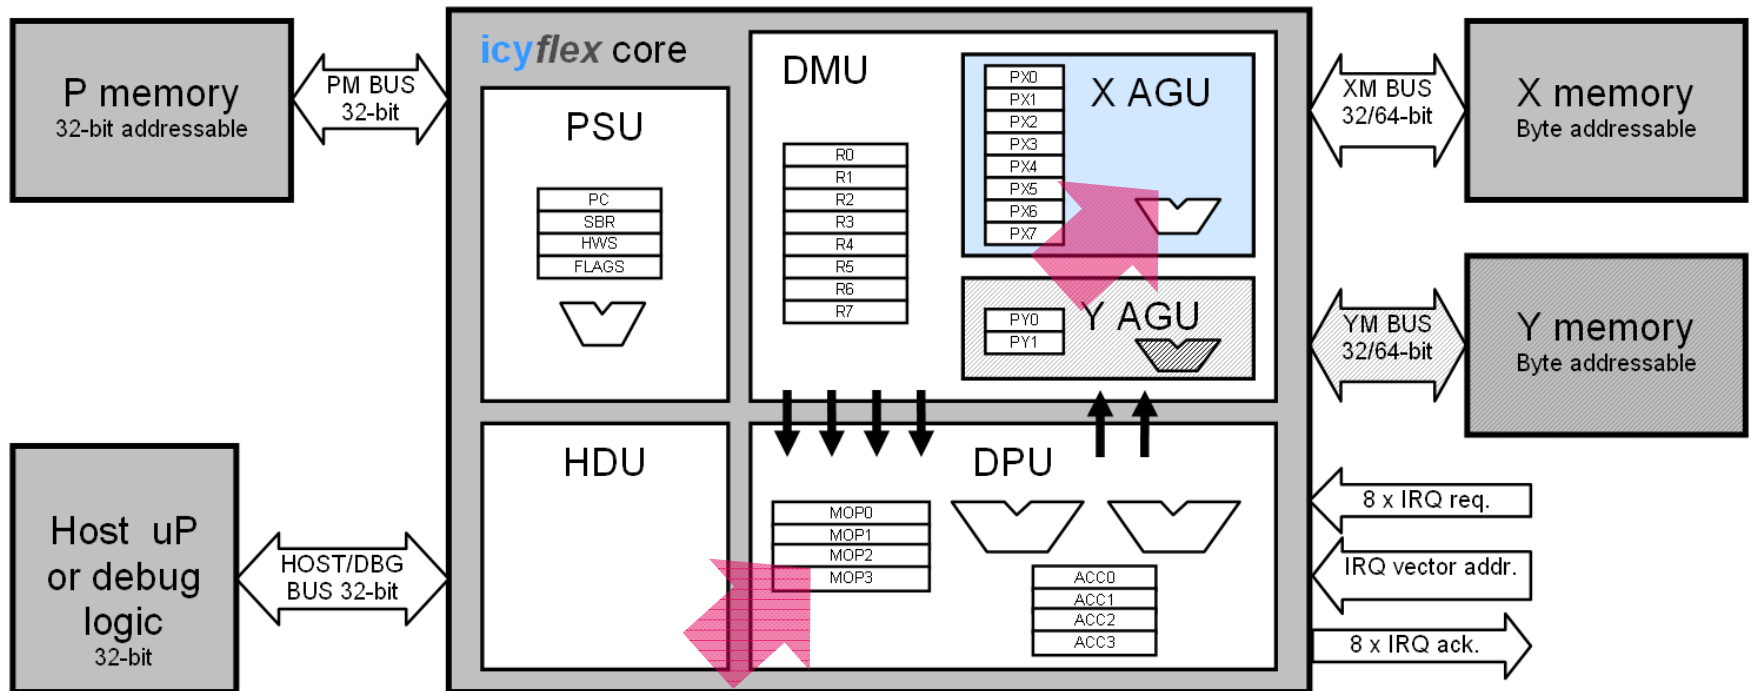 P memory
32-bit addressable
PM BUS
32-bit
icyflex core
PSU
PC
SBR
HWS
FLAGS
DMU
R0
R1
R2
R3
R4
R5
R6
R7
PX0
PX1
PX2
PX3
PX4
PX5
PX6
PX7
X AGU
PY0
PY1
Y AGU
XM BUS
32/64-bit
X memory
Byte addressable
YM BUS
32/64-bit
Y memory
Byte addressable
Host uP
or debug
logic
32-bit
HOST/DBG
BUS 32-bit
HDU
DPU
MOP0
MOP1
MOP2
MOP3
ACC0
ACC1
ACC2
ACC3
8 x IRQ req.
IRQ vector addr.
8 x IRQ ack.